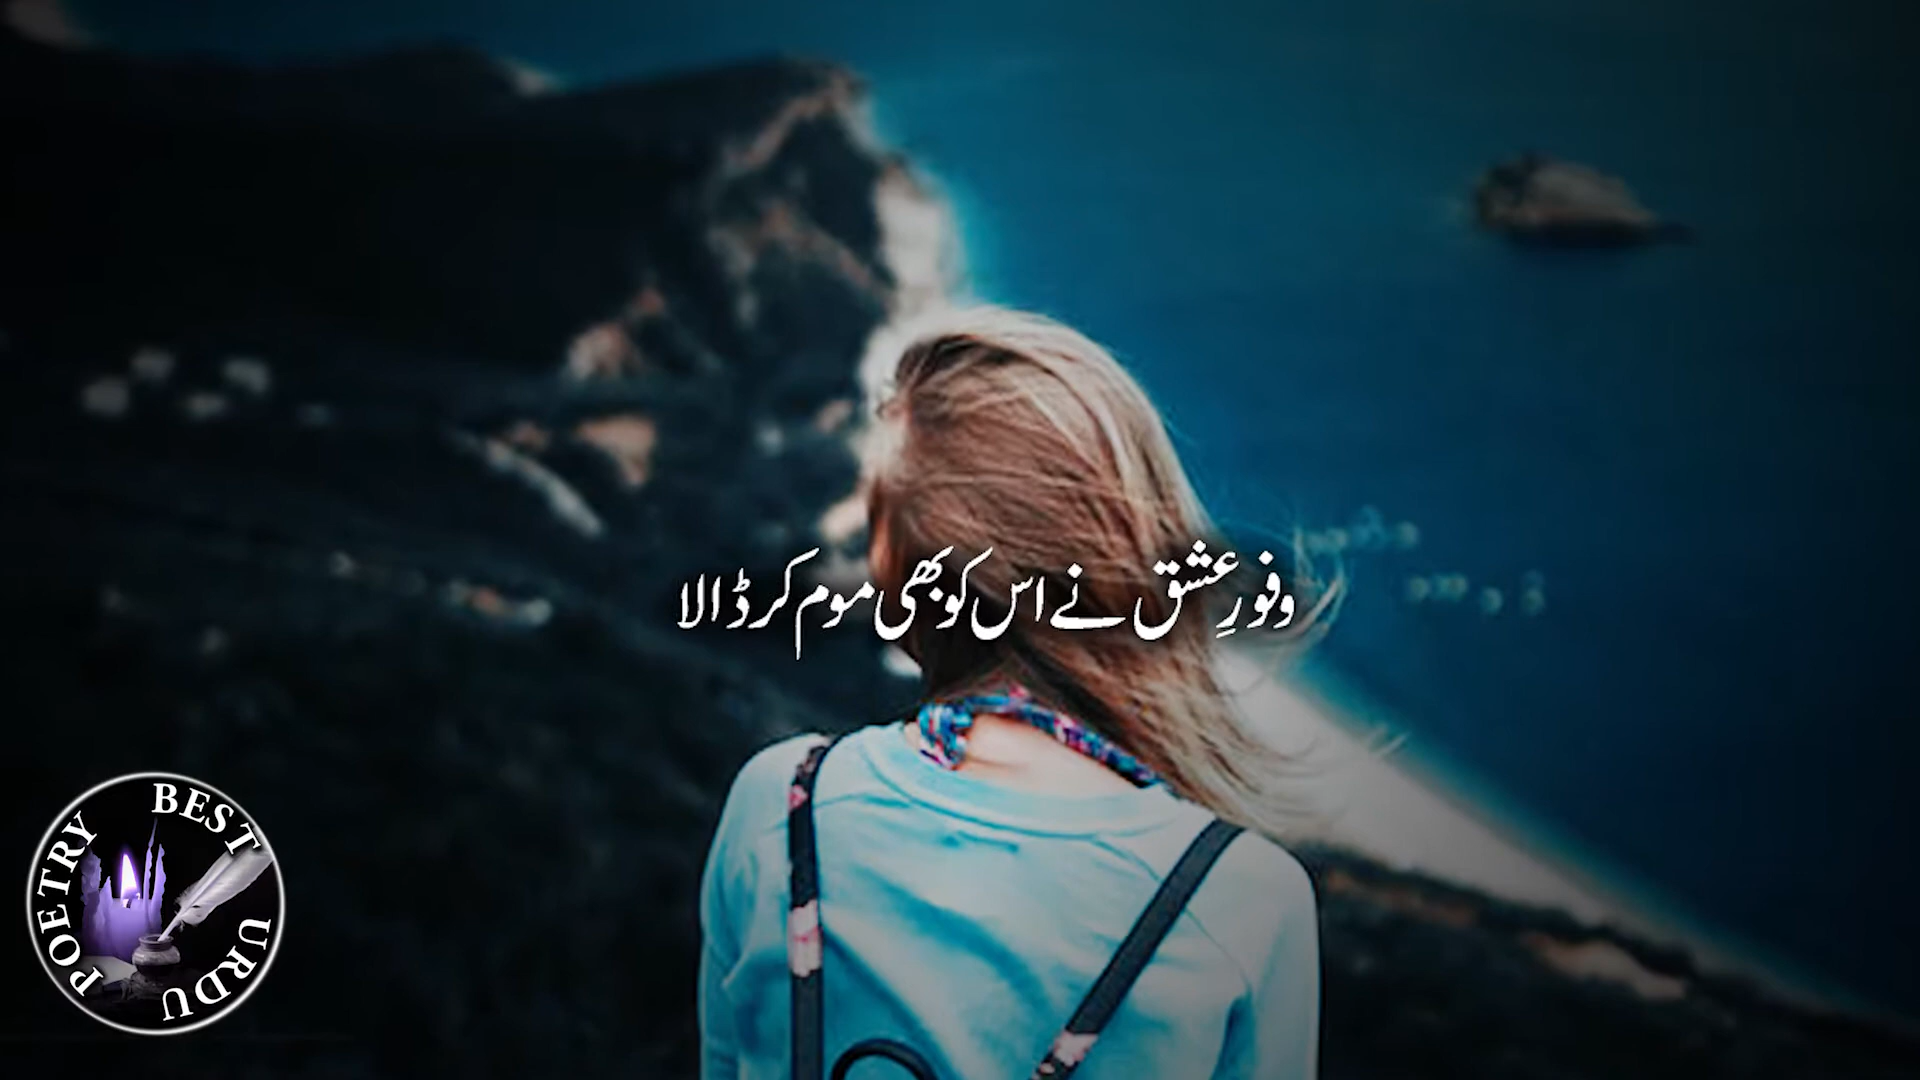 وفورِ عشق نے اس کو بھی موم کر ڈالا
BEST URDU POETRY